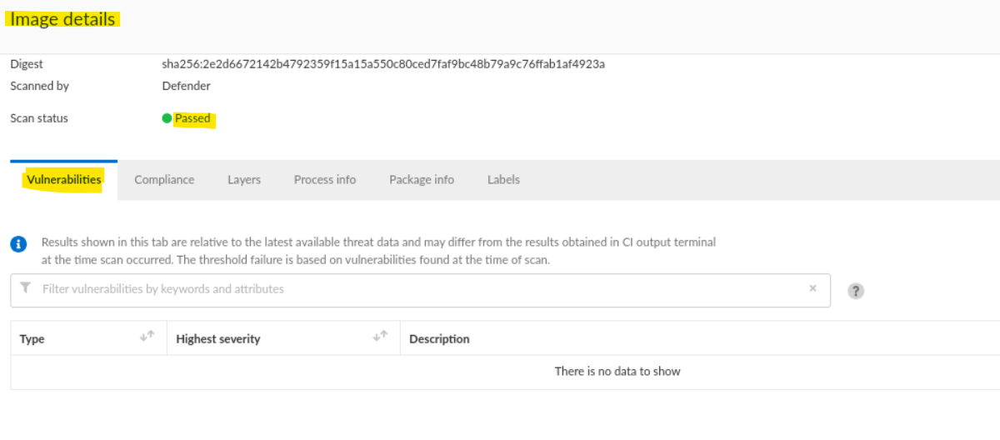 Image details
Digest sha256:2e2d6672142b4792359f15a15a550c80ced7faf9bc48b79a9c76ffab1af4923a
Scanned by Defender
Scan status Passed
Vulnerabilities Compliance Layers Process info Package info Labels
Results shown in this tab are relative to the latest available threat data and may differ from the results obtained in CI output terminal
at the time scan occurred. The threshold failure is based on vulnerabilities found at the time of scan.
Filter vulnerabilities by keywords and attributes × ?
Type Highest severity Description
There is no data to show